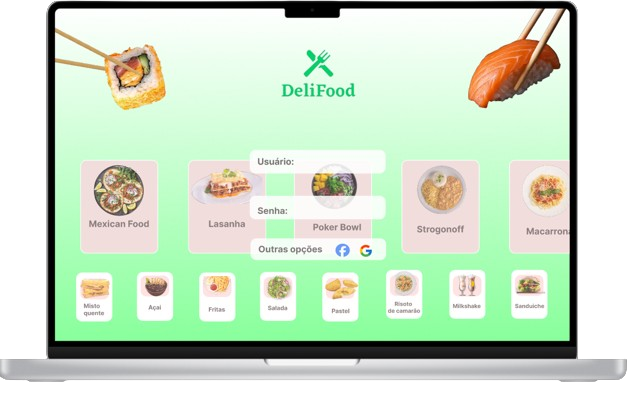 DeliFood
Usuário:
Senha:
Outras opções
Mexican Food
Lasanha
Poker Bowl
Strogonoff
Macarrona
Misto
quente
Açaí
Fritas
Salada
Pastel
Risoto
de camarão
Milkshake
Sanduíche